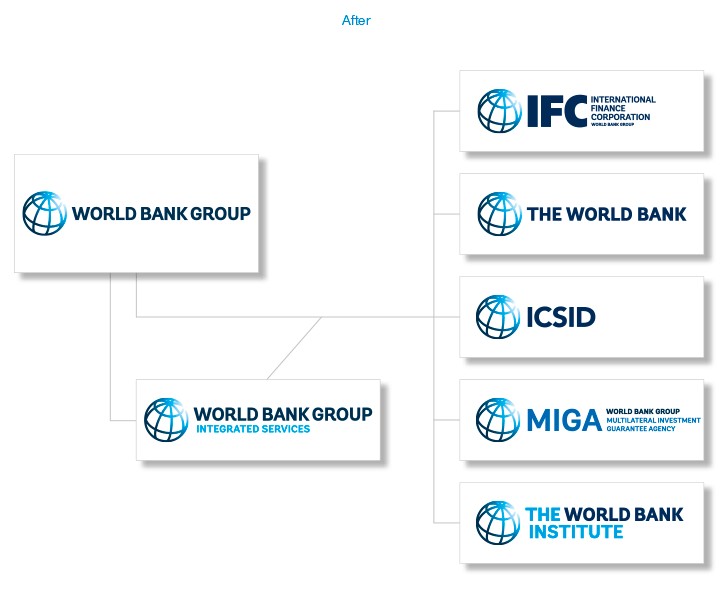 After
WORLD BANK GROUP
WORLD BANK GROUP
INTEGRATED SERVICES
IFC
INTERNATIONAL
FINANCE
CORPORATION
WORLD BANK GROUP
THE WORLD BANK
ICSID
MIGA
WORLD BANK GROUP
MULTILATERAL INVESTMENT
GUARANTEE AGENCY
THE WORLD BANK
INSTITUTE